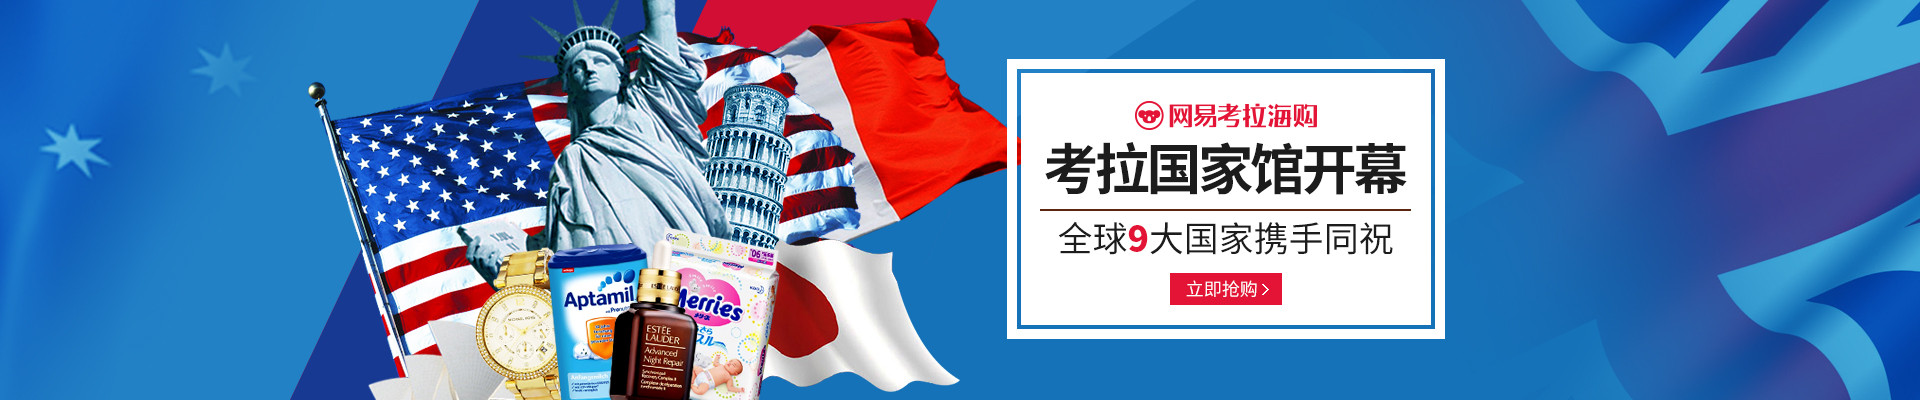 网易考拉海购
考拉国家馆开幕
全球9大国家携手同祝
立即抢购
Aptamil
Merries
ESTĒE
LAUDER
Advanced
Night Repair